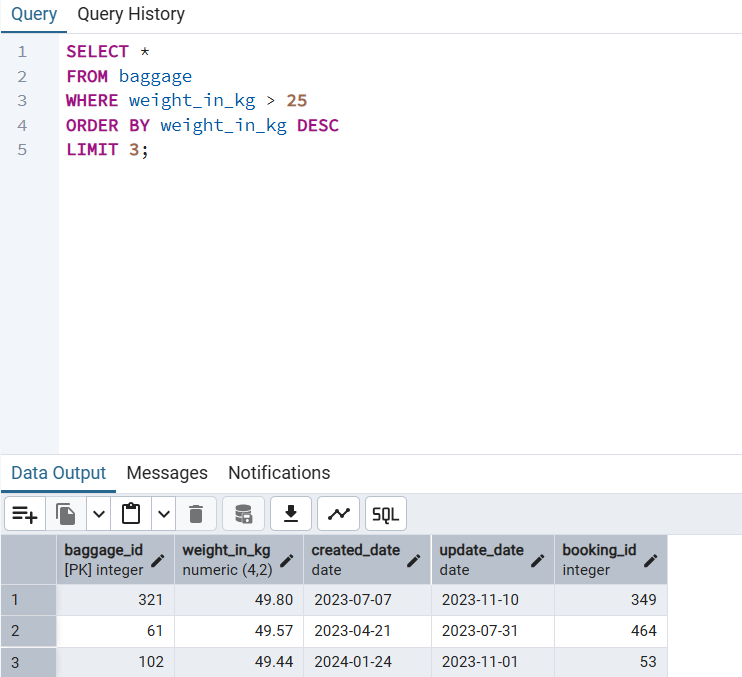 Query Query History
1 SELECT *
2 FROM baggage
3 WHERE weight_in_kg > 25
4 ORDER BY weight_in_kg DESC
5 LIMIT 3;
Data Output Messages Notifications
SQL
baggage_id weight_in_kg created_date update_date booking_id
[PK] integer numeric (4,2) date date integer
1 321 49.80 2023-07-07 2023-11-10 349
2 61 49.57 2023-04-21 2023-07-31 464
3 102 49.44 2024-01-24 2023-11-01 53